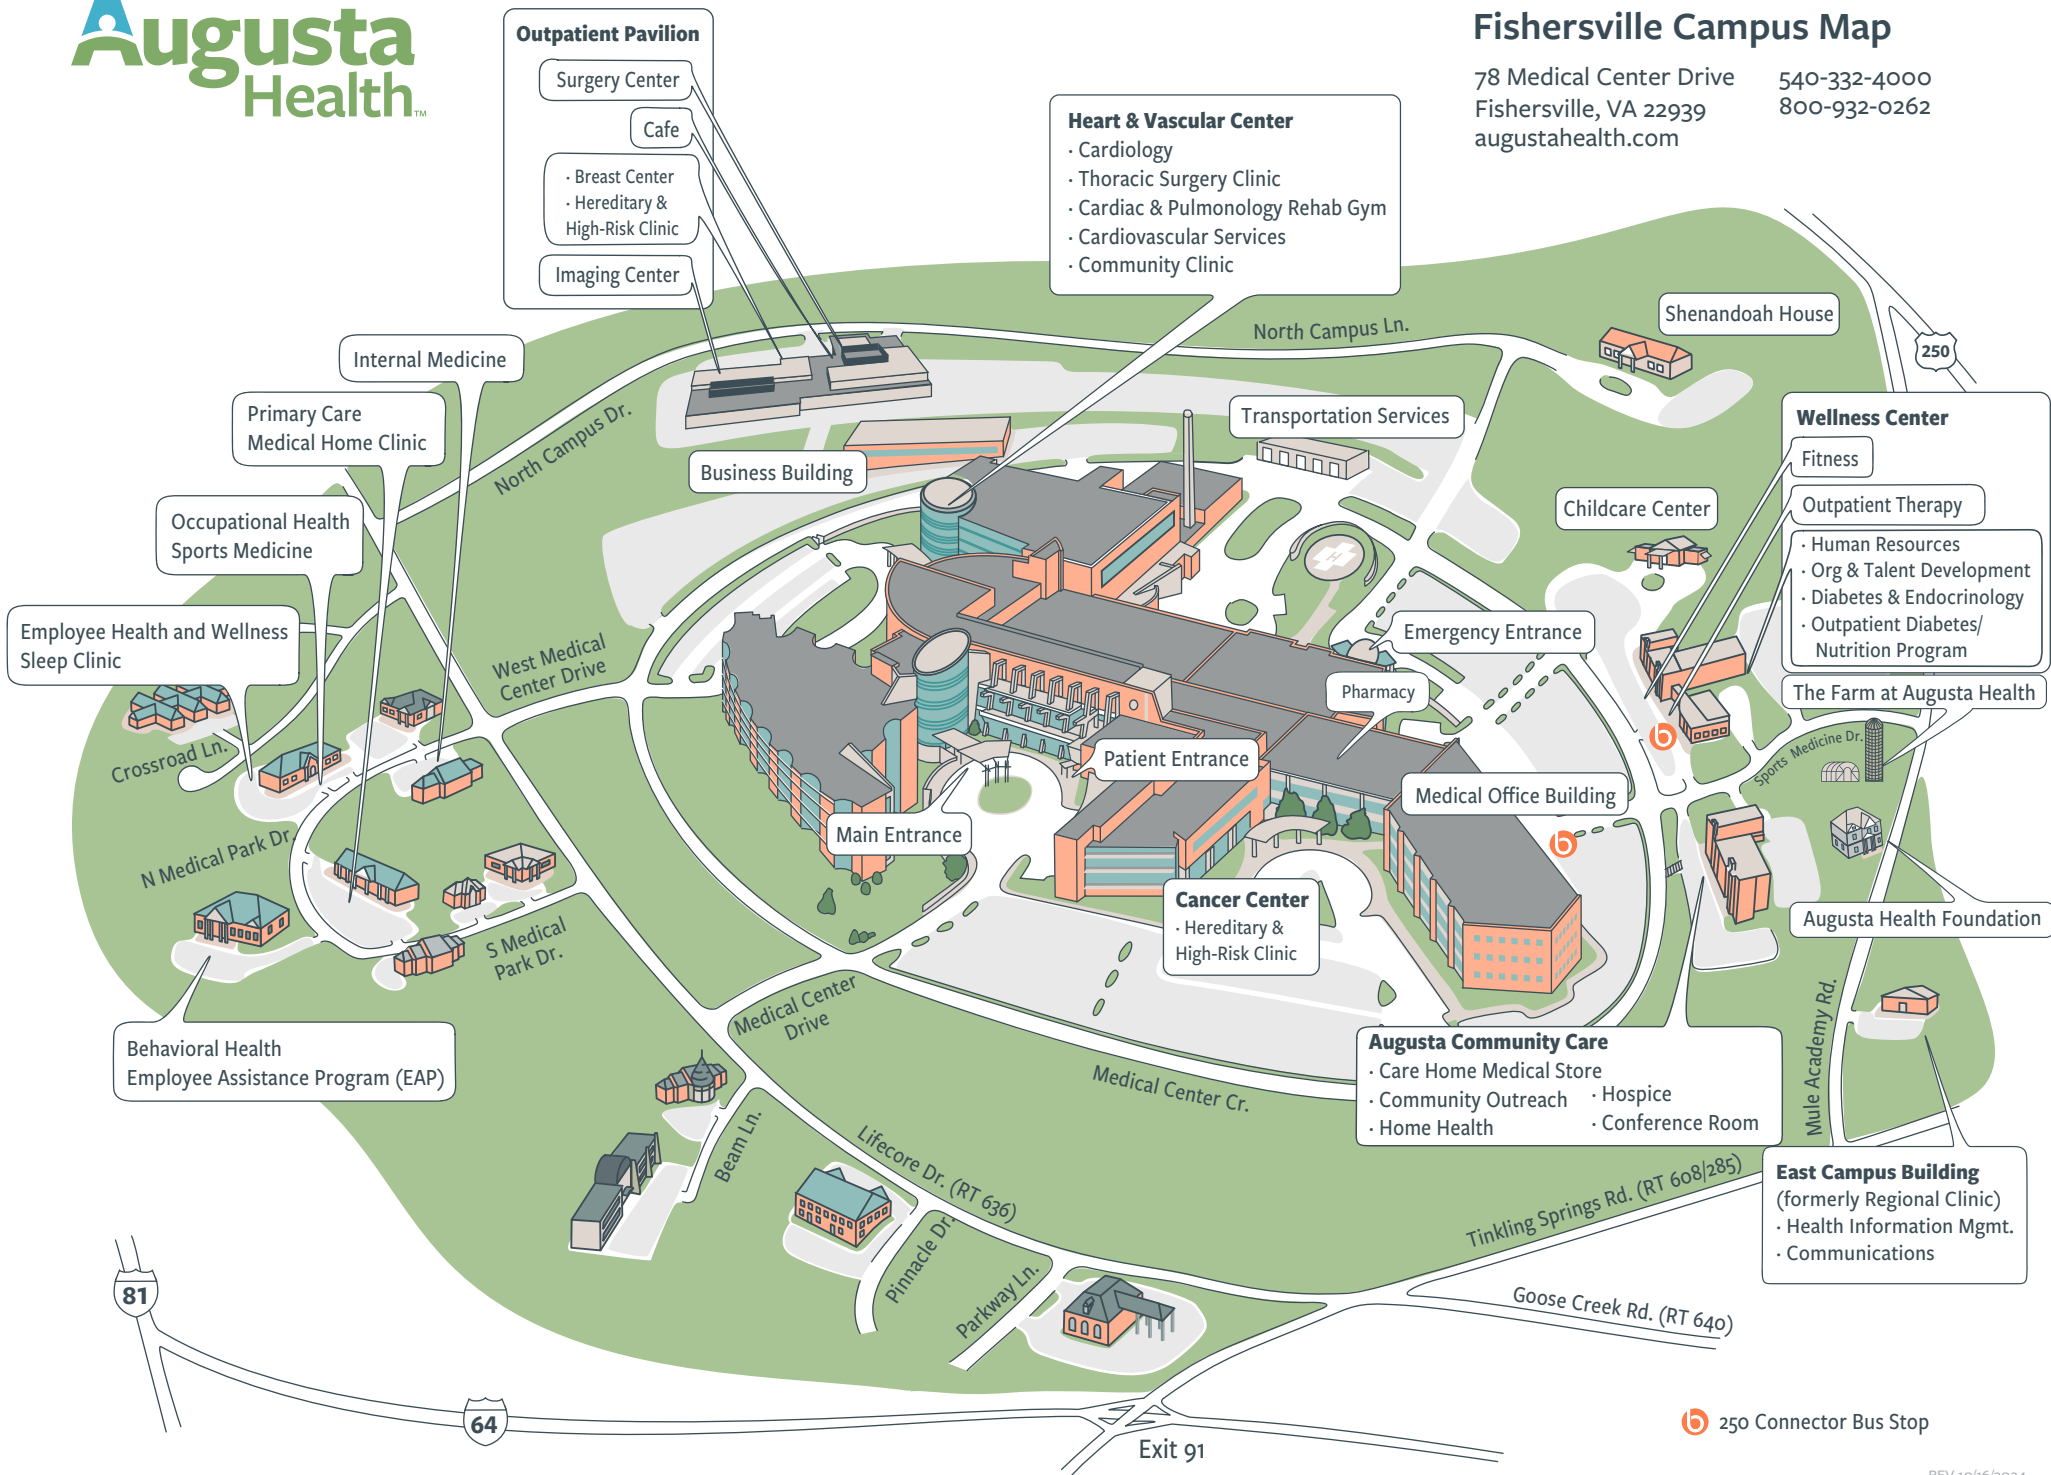 Augusta
Health™
Fishersville Campus Map
78 Medical Center Drive
Fishersville, VA 22939
augustahealth.com
540-332-4000
800-932-0262
Outpatient Pavilion
Surgery Center
Cafe
· Breast Center
· Hereditary &
High-Risk Clinic
Imaging Center
Heart & Vascular Center
· Cardiology
· Thoracic Surgery Clinic
· Cardiac & Pulmonology Rehab Gym
· Cardiovascular Services
· Community Clinic
North Campus Ln.
Shenandoah House
250
Internal Medicine
Primary Care
Medical Home Clinic
North Campus Dr.
Business Building
Transportation Services
Wellness Center
Fitness
Outpatient Therapy
· Human Resources
· Org & Talent Development
· Diabetes & Endocrinology
· Outpatient Diabetes/
Nutrition Program
Childcare Center
Occupational Health
Sports Medicine
Employee Health and Wellness
Sleep Clinic
West Medical
Center Drive
H
Emergency Entrance
Pharmacy
The Farm at Augusta Health
Sports Medicine Dr.
Crossroad Ln.
Patient Entrance
Medical Office Building
Main Entrance
N Medical Park Dr.
Cancer Center
· Hereditary &
High-Risk Clinic
Augusta Health Foundation
S Medical
Park Dr.
Medical Center
Drive
Mule Academy Rd.
Behavioral Health
Employee Assistance Program (EAP)
Medical Center Cr.
Augusta Community Care
· Care Home Medical Store
· Community Outreach
· Home Health
· Hospice
· Conference Room
Beam Ln.
Lifecore Dr. (RT 636)
Tinkling Springs Rd. (RT 608/285)
East Campus Building
(formerly Regional Clinic)
· Health Information Mgmt.
· Communications
Pinnacle Dr.
Parkway Ln.
Goose Creek Rd. (RT 640)
81
64
Exit 91
b
b
b 250 Connector Bus Stop
REV 10/16/2024